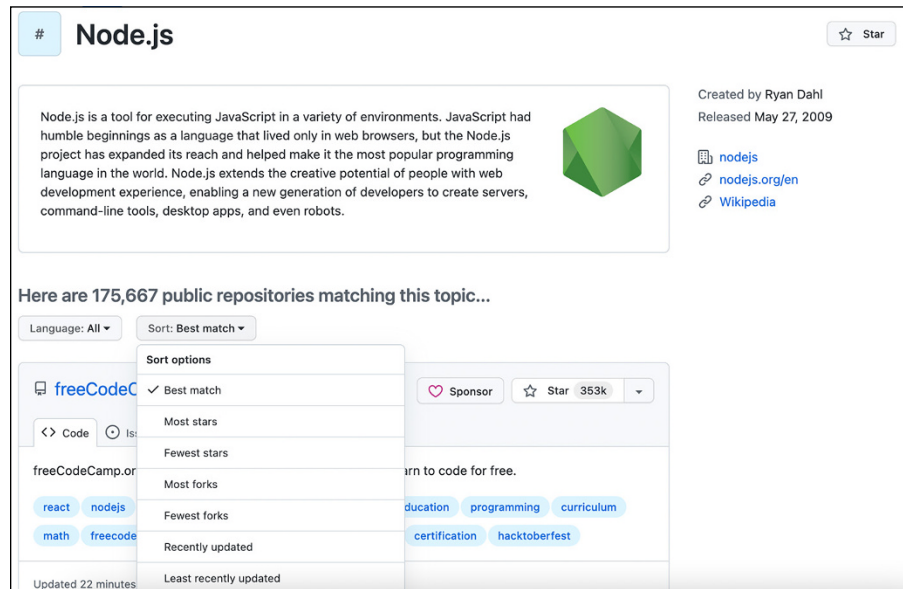 # Node.js
Star
Node.js is a tool for executing JavaScript in a variety of environments. JavaScript had
humble beginnings as a language that lived only in web browsers, but the Node.js
project has expanded its reach and helped make it the most popular programming
language in the world. Node.js extends the creative potential of people with web
development experience, enabling a new generation of developers to create servers,
command-line tools, desktop apps, and even robots.
Created by Ryan Dahl
Released May 27, 2009
nodejs
nodejs.org/en
Wikipedia
Here are 175,667 public repositories matching this topic...
Language: All
Sort: Best match
Sort options
Best match
Most stars
Fewest stars
Most forks
Fewest forks
Recently updated
Least recently updated
freeCodeC
Sponsor
Star 353k
Code
Is
freeCodeCamp.or
rn to code for free.
react nodejs
ducation programming curriculum
math freecode
certification hacktoberfest
Updated 22 minutes